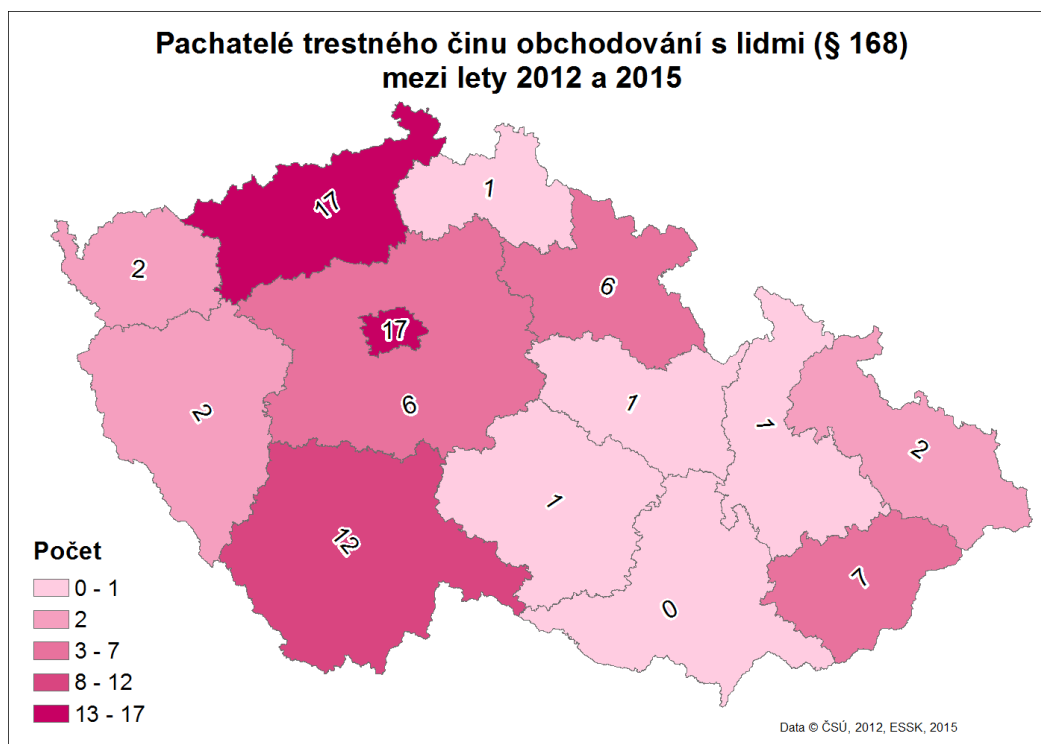 Pachatelé trestného činu obchodování s lidmi (§ 168)
mezi lety 2012 a 2015
17
1
2
6
17
2
6
1
1
2
1
12
7
0
Počet
0 - 1
2
3 - 7
8 - 12
13 - 17
Data © ČSÚ, 2012, ESSK, 2015